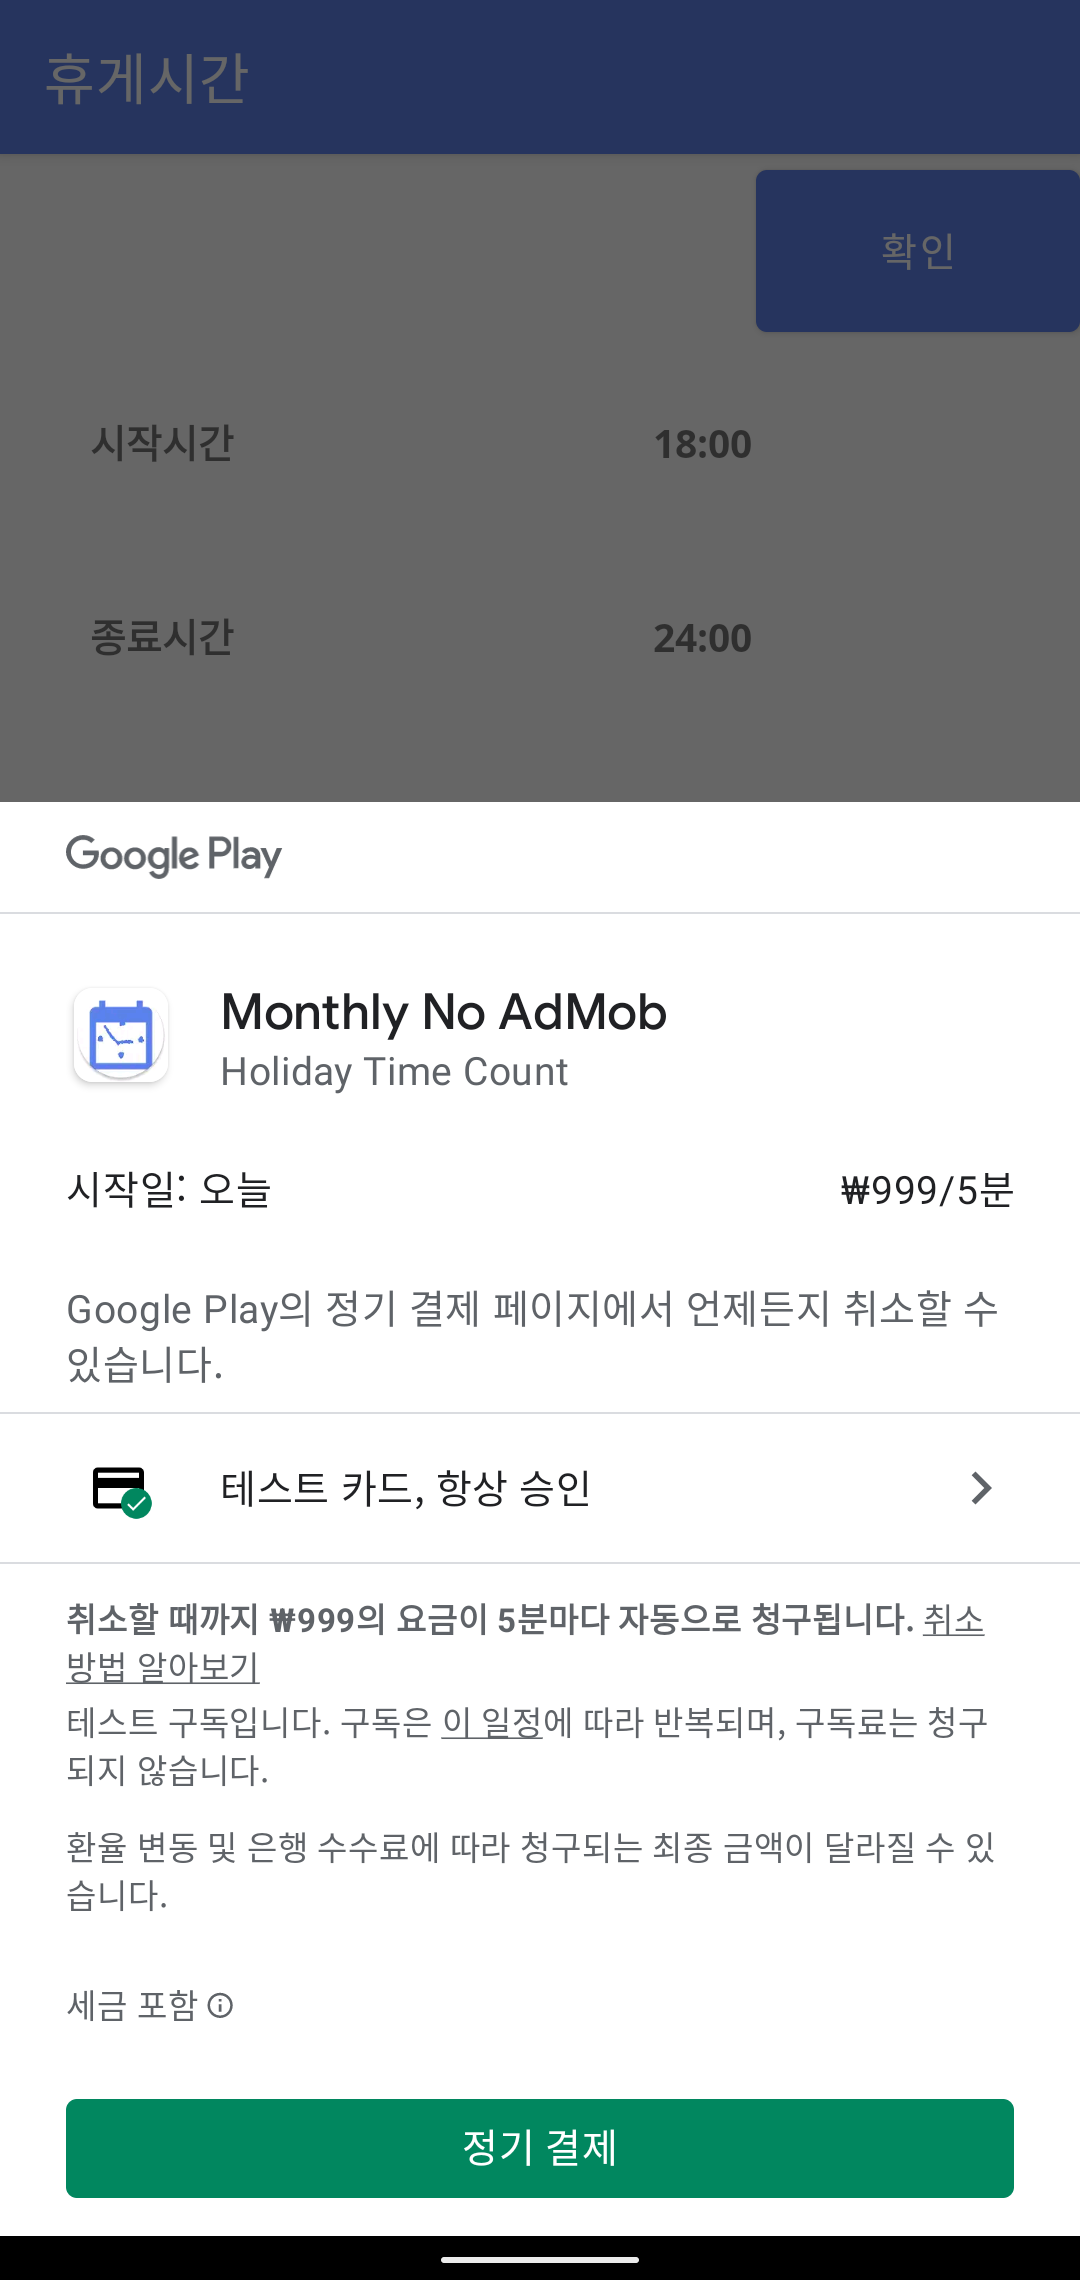 휴게시간
확인
시작시간 18:00
종료시간 24:00
Google Play
Monthly No AdMob
Holiday Time Count
시작일: 오늘 ₩999/5분
Google Play의 정기 결제 페이지에서 언제든지 취소할 수
있습니다.
테스트 카드, 항상 승인
취소할 때까지 ₩999의 요금이 5분마다 자동으로 청구됩니다. 취소
방법 알아보기
테스트 구독입니다. 구독은 이 일정에 따라 반복되며, 구독료는 청구
되지 않습니다.
환율 변동 및 은행 수수료에 따라 청구되는 최종 금액이 달라질 수 있
습니다.
세금 포함
정기 결제